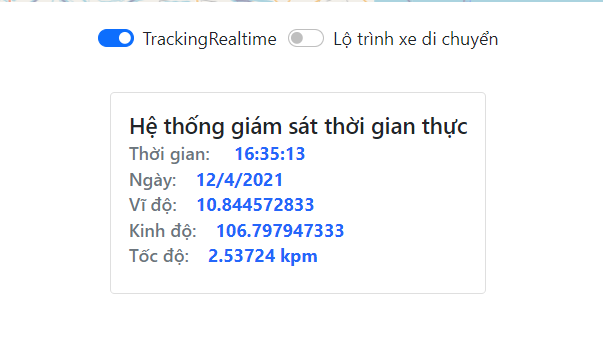 TrackingRealtime Lộ trình xe di chuyển
Hệ thống giám sát thời gian thực
Thời gian: 16:35:13
Ngày: 12/4/2021
Vĩ độ: 10.844572833
Kinh độ: 106.797947333
Tốc độ: 2.53724 kpm